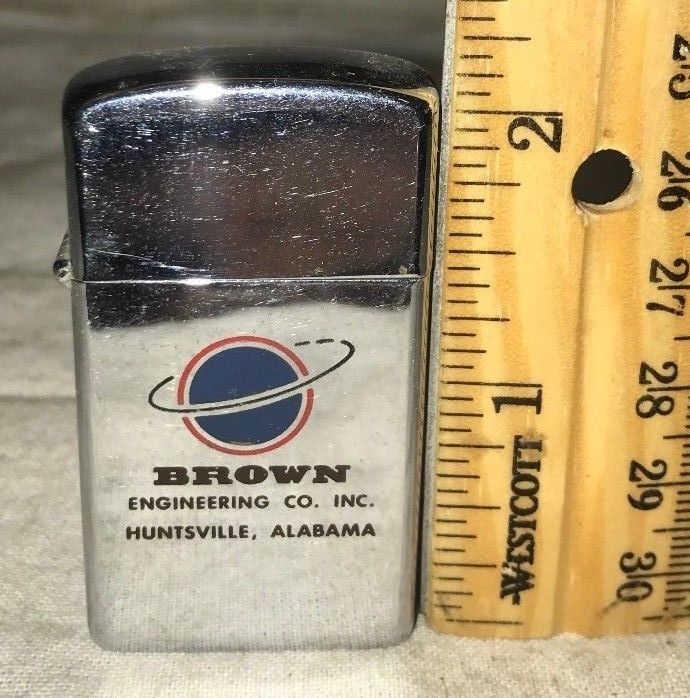 BROWN
ENGINEERING CO. INC.
HUNTSVILLE, ALABAMA
2
1
WESTCOTT
25
26
27
28
29
30